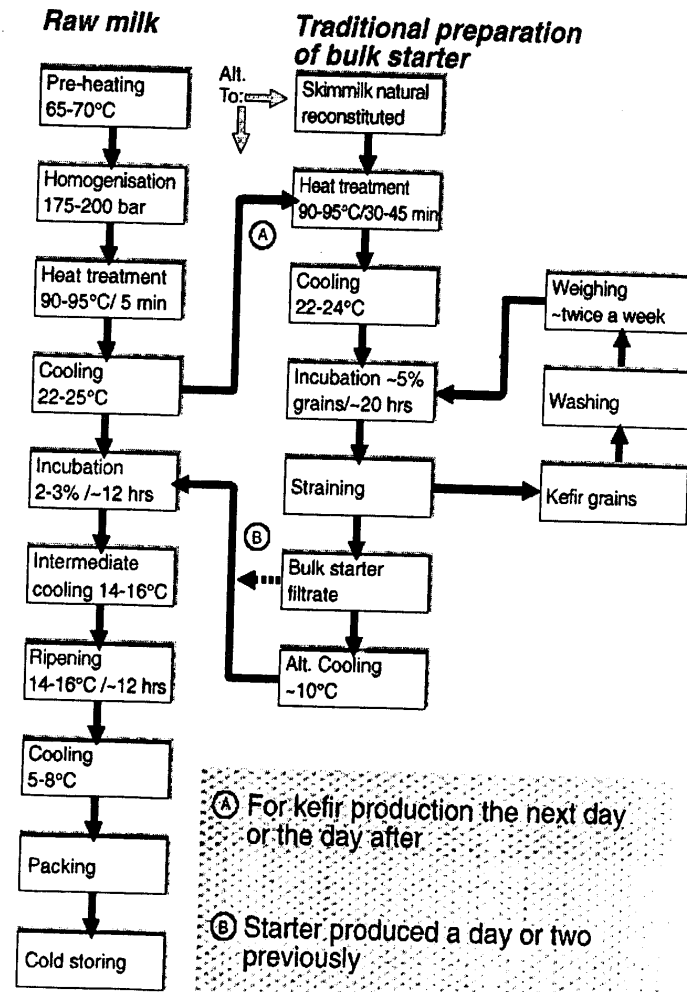 Raw milk
Pre-heating
65-70°C
Homogenisation
175-200 bar
Heat treatment
90-95°C/ 5 min
Cooling
22-25°C
Incubation
2-3% /~12 hrs
Intermediate
cooling 14-16°C
Ripening
14-16°C /~12 hrs
Cooling
5-8°C
Packing
Cold storing
Alt.
To:
A
B
Traditional preparation
of bulk starter
Skimmilk natural
reconstituted
Heat treatment
90-95°C/30-45 min
Cooling
22-24°C
Incubation ~5%
grains/~20 hrs
Straining
Bulk starter
filtrate
Alt. Cooling
~10°C
Weighing
~twice a week
Washing
Kefir grains
A For kefir production the next day
or the day after
B Starter produced a day or two
previously